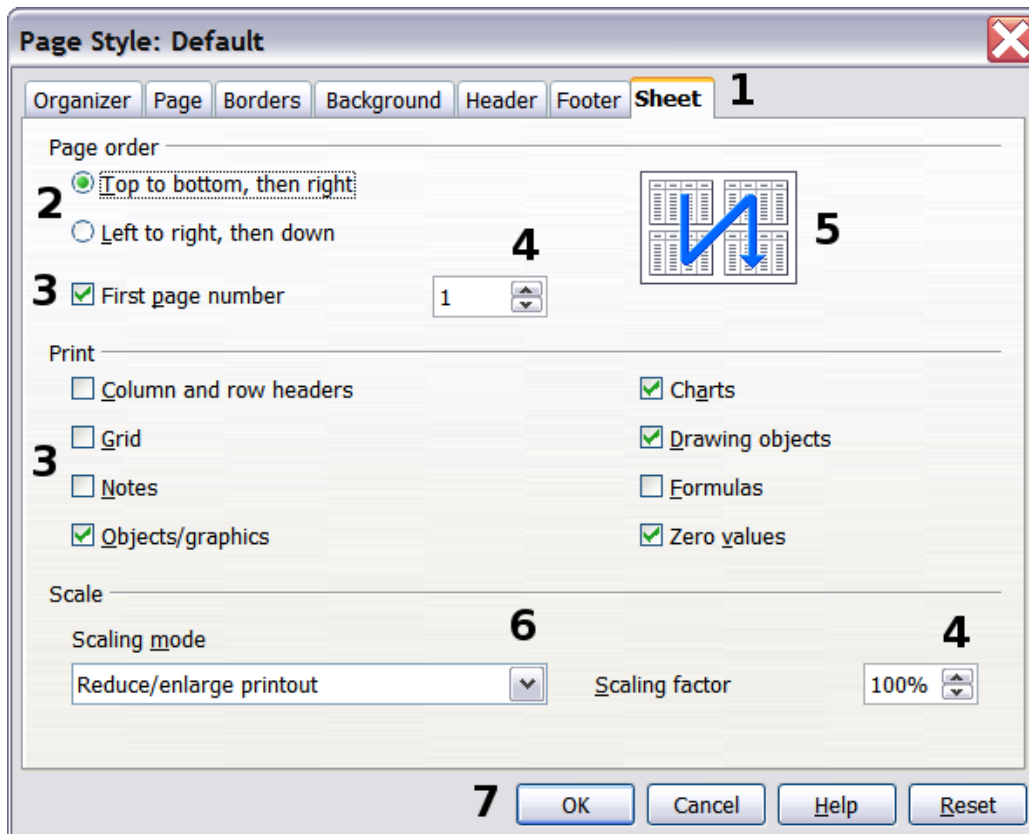 Page Style: Default
Organizer Page Borders Background Header Footer Sheet 1
Page order
2 Top to bottom, then right
Left to right, then down
4 5
3 First page number 1
Print
Column and row headers Charts
Grid Drawing objects
3
Notes Formulas
Objects/graphics Zero values
Scale
Scaling mode 6 4
Reduce/enlarge printout Scaling factor 100%
7 OK Cancel Help Reset